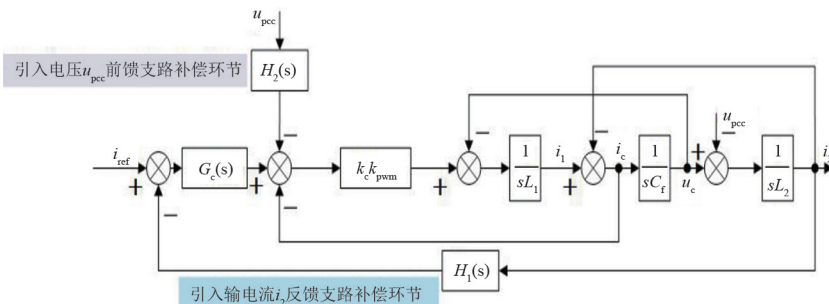 u_pcc
引入电压u_pcc前馈支路补偿环节
H_2(s)
−
− u_pcc
i_ref G_c(s) k_c k_pwm − 1/sL_1 i_1 − i_c 1/sC_f + u_c − 1/sL_2 i
+ + + +
− −
H_1(s)
引入输电流i_2反馈支路补偿环节